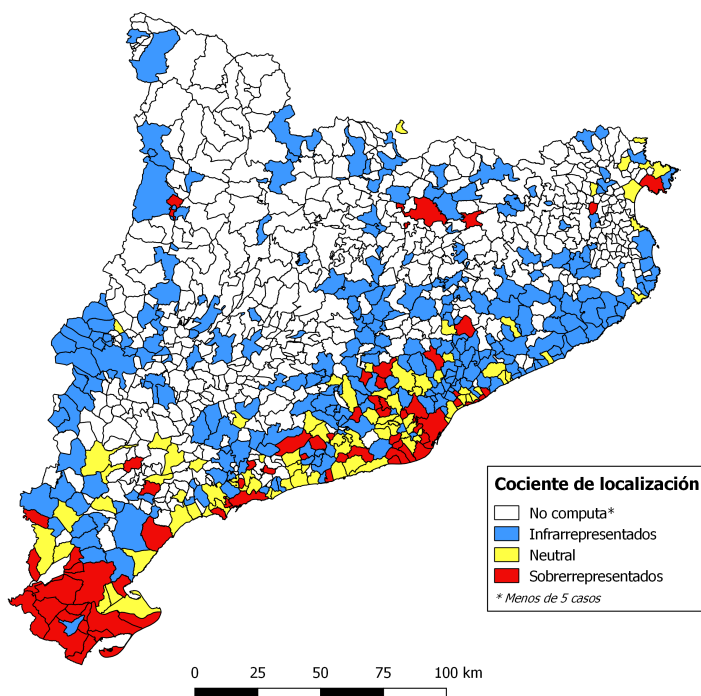 Cociente de localización
No computa*
Infrarrepresentados
Neutral
Sobrerrepresentados
* Menos de 5 casos
0 25 50 75 100 km